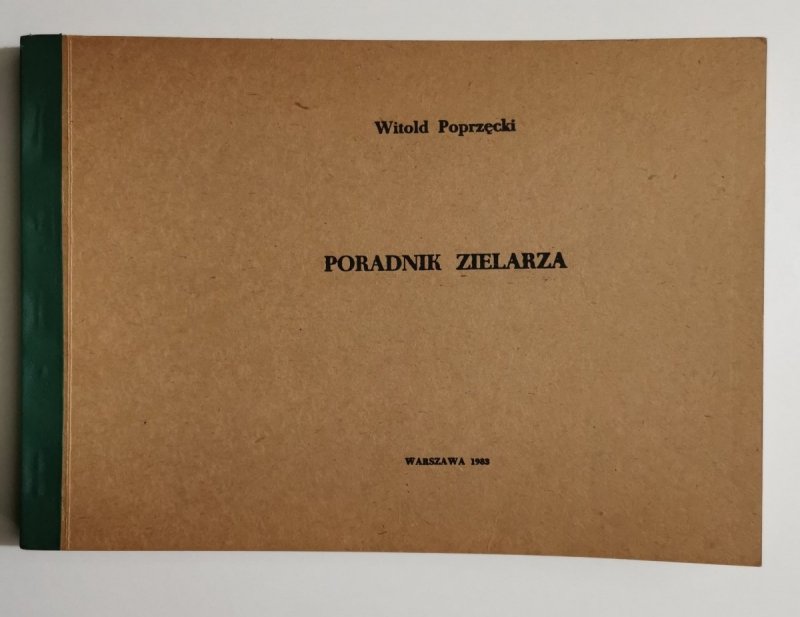 Witold Poprzęcki
PORADNIK ZIELARZA
WARSZAWA 1983